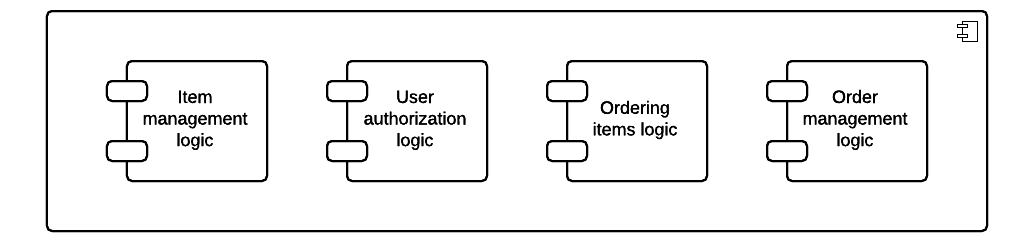 Item
management
logic
User
authorization
logic
Ordering
items logic
Order
management
logic